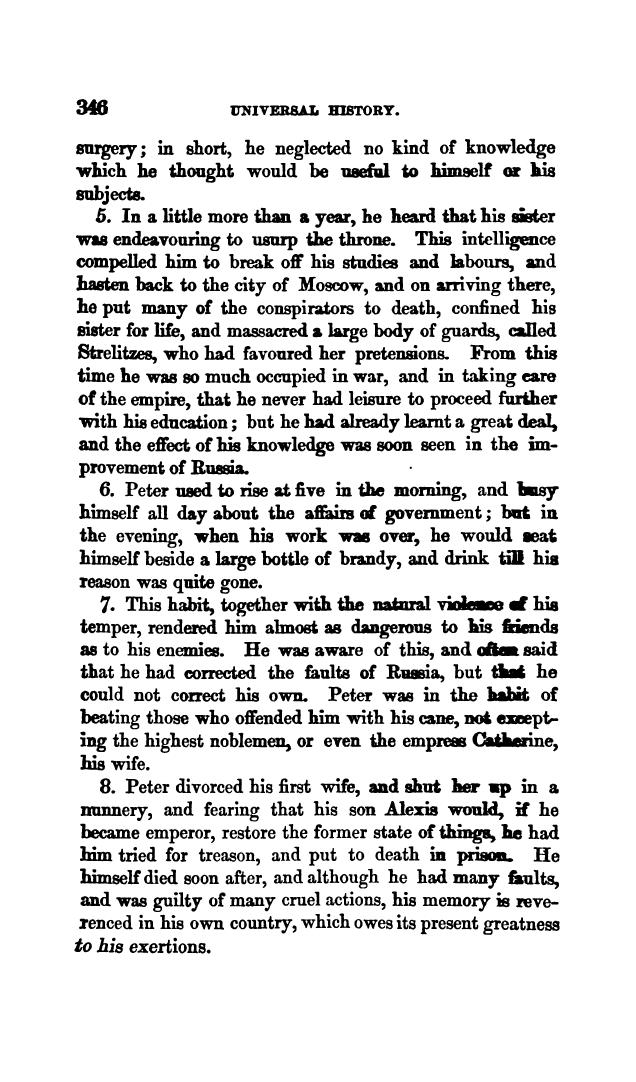 346 UNIVERSAL HISTORY.
surgery; in short, he neglected no kind of knowledge
which he thought would be useful to himself or his
subjects.
5. In a little more than a year, he heard that his sister
was endeavouring to usurp the throne. This intelligence
compelled him to break off his studies and labours, and
hasten back to the city of Moscow, and on arriving there,
he put many of the conspirators to death, confined his
sister for life, and massacred a large body of guards, called
Strelitzes, who had favoured her pretensions. From this
time he was so much occupied in war, and in taking care
of the empire, that he never had leisure to proceed further
with his education; but he had already learnt a great deal,
and the effect of his knowledge was soon seen in the im-
provement of Russia.
6. Peter used to rise at five in the morning, and busy
himself all day about the affairs of government; but in
the evening, when his work was over, he would seat
himself beside a large bottle of brandy, and drink till his
reason was quite gone.
7. This habit, together with the natural violence of his
temper, rendered him almost as dangerous to his friends
as to his enemies. He was aware of this, and often said
that he had corrected the faults of Russia, but that he
could not correct his own. Peter was in the habit of
beating those who offended him with his cane, not except-
ing the highest noblemen, or even the empress Catherine,
his wife.
8. Peter divorced his first wife, and shut her up in a
nunnery, and fearing that his son Alexis would, if he
became emperor, restore the former state of things, he had
him tried for treason, and put to death in prison. He
himself died soon after, and although he had many faults,
and was guilty of many cruel actions, his memory is reve-
renced in his own country, which owes its present greatness
to his exertions.